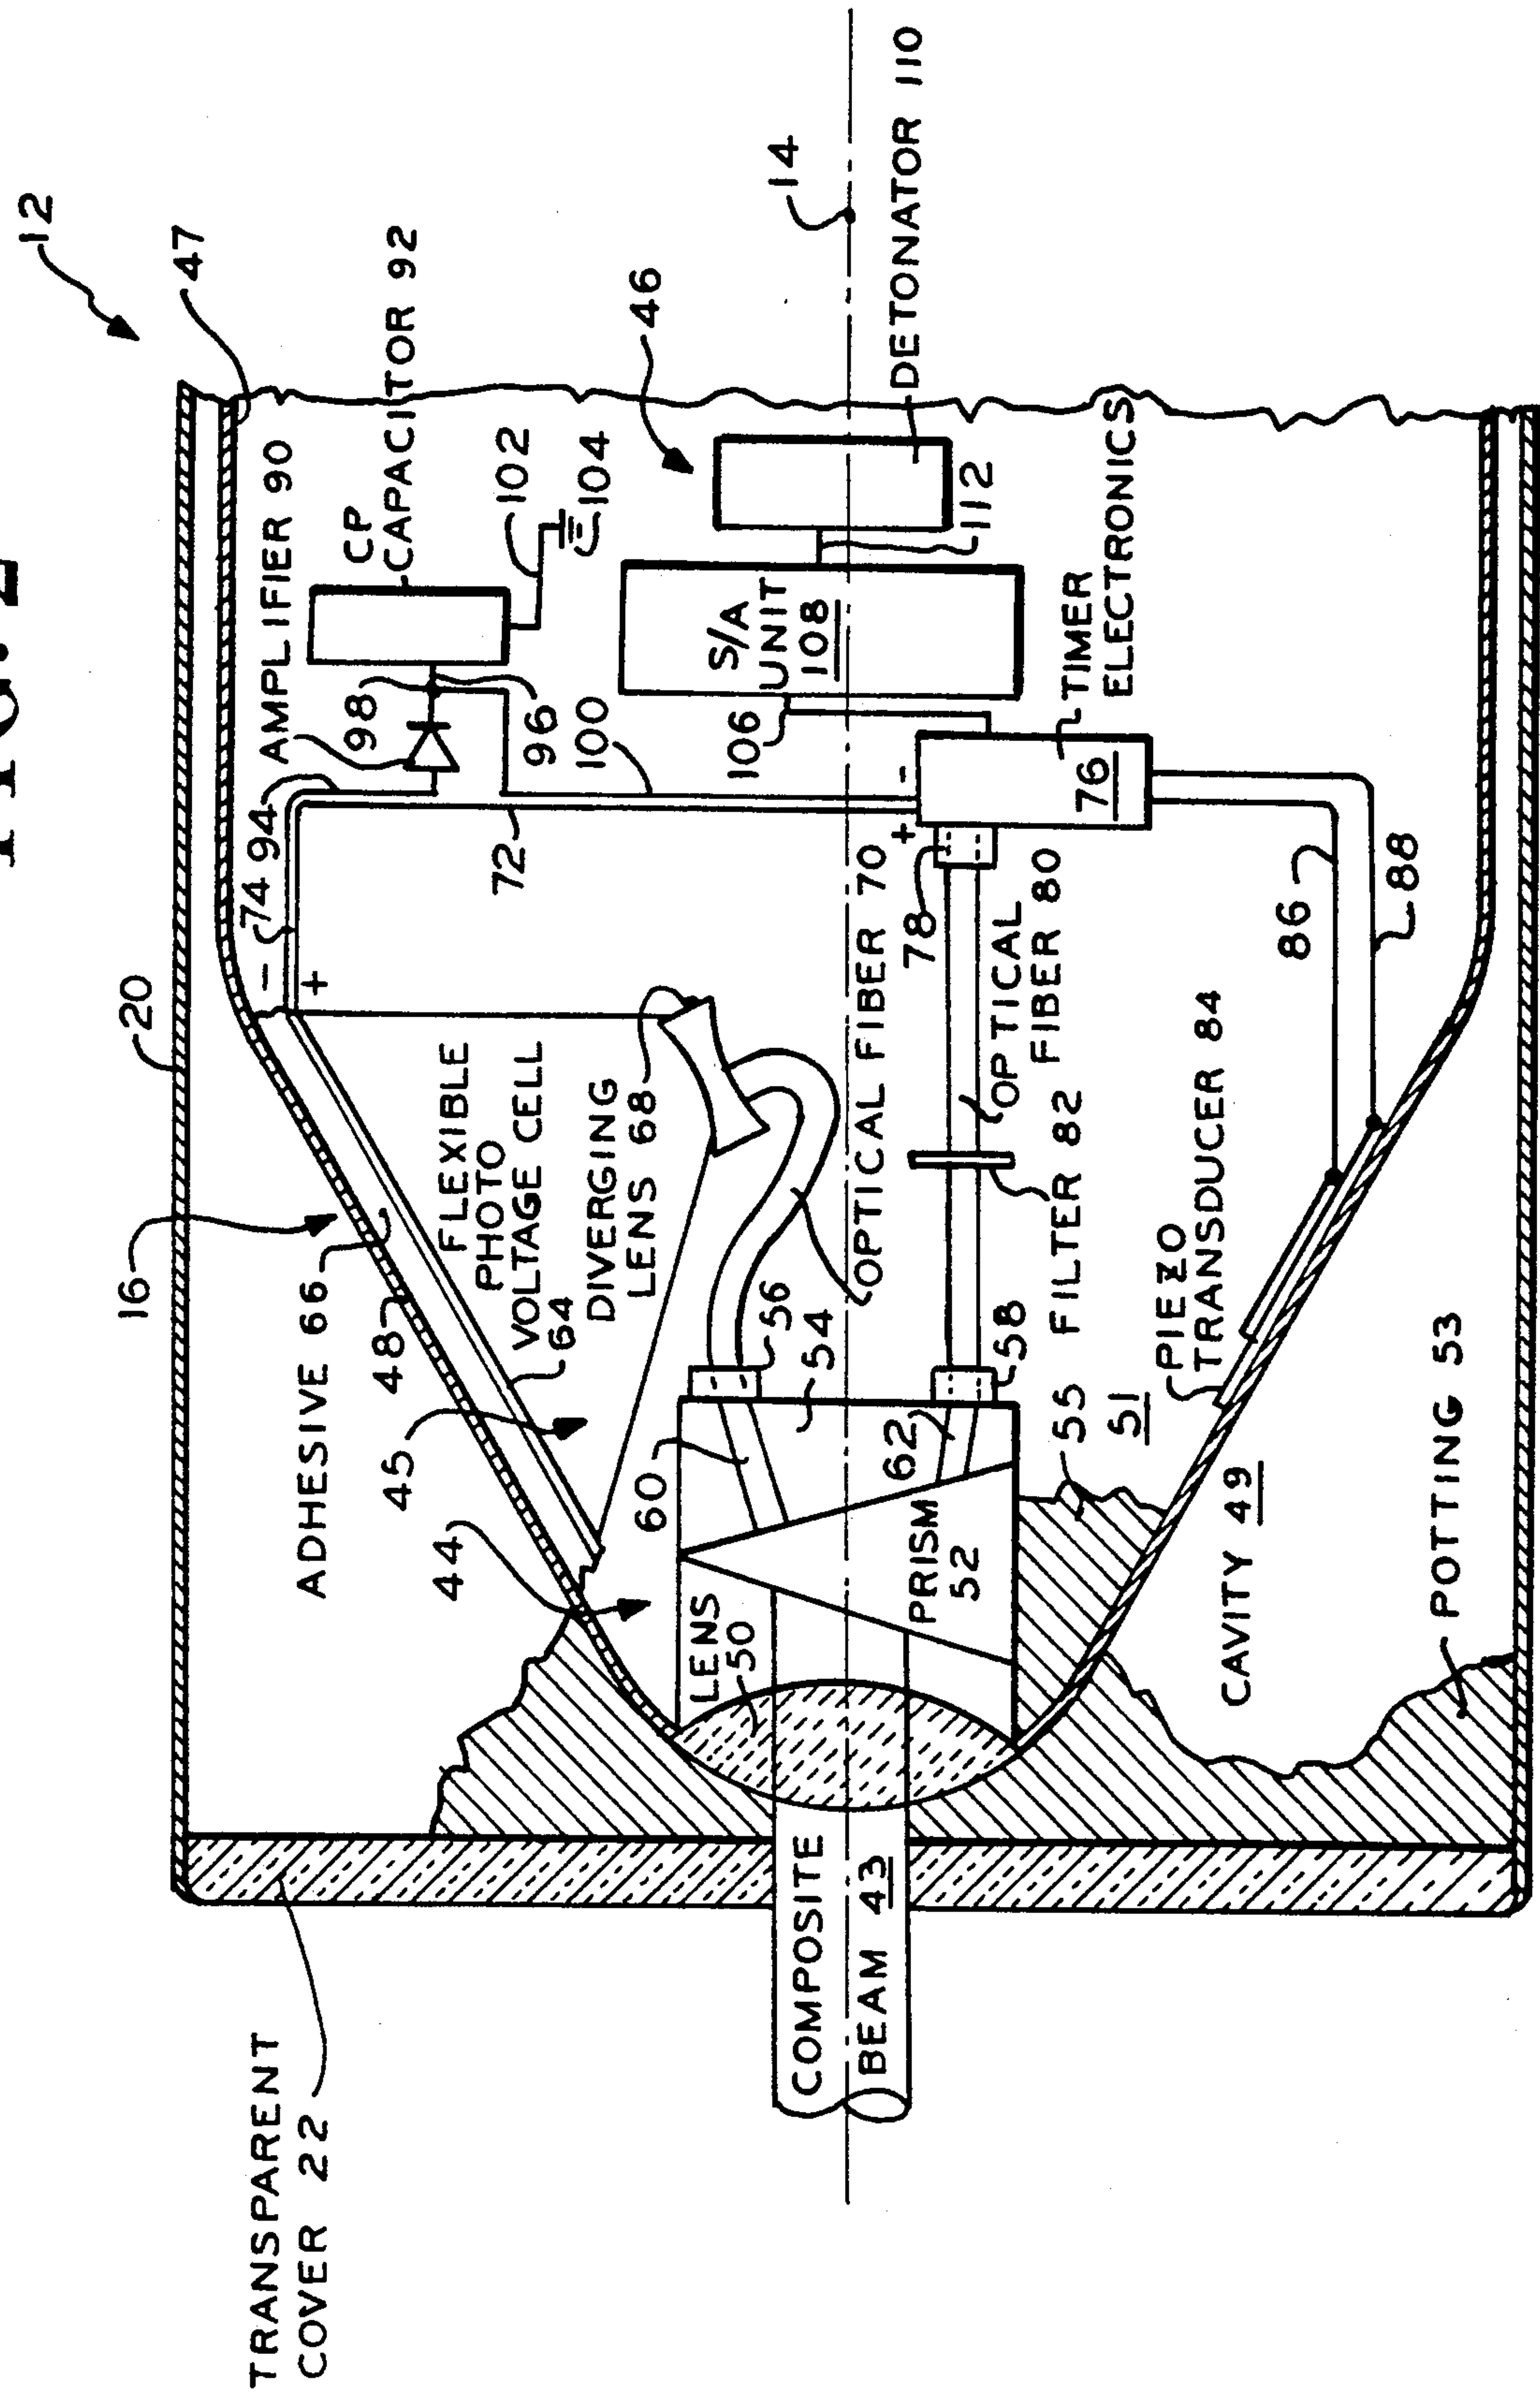 FIG. 2
12
47
20
16
ADHESIVE 66
48
45
44
FLEXIBLE
PHOTO
VOLTAGE CELL
64
DIVERGING
LENS 68
- 74
94
+
AMPLIFIER 90
98
CP
CAPACITOR 92
96
100
102
104
72
46
14
DETONATOR 110
112
S/A
UNIT
108
106
TIMER
ELECTRONICS
76
+
-
78
OPTICAL FIBER 70
OPTICAL
FIBER 80
FILTER 82
56
54
58
60
62
LENS
50
PRISM
52
55
51
86
88
PIEZO
TRANSDUCER 84
CAVITY 49
POTTING 53
COMPOSITE
BEAM 43
TRANSPARENT
COVER 22